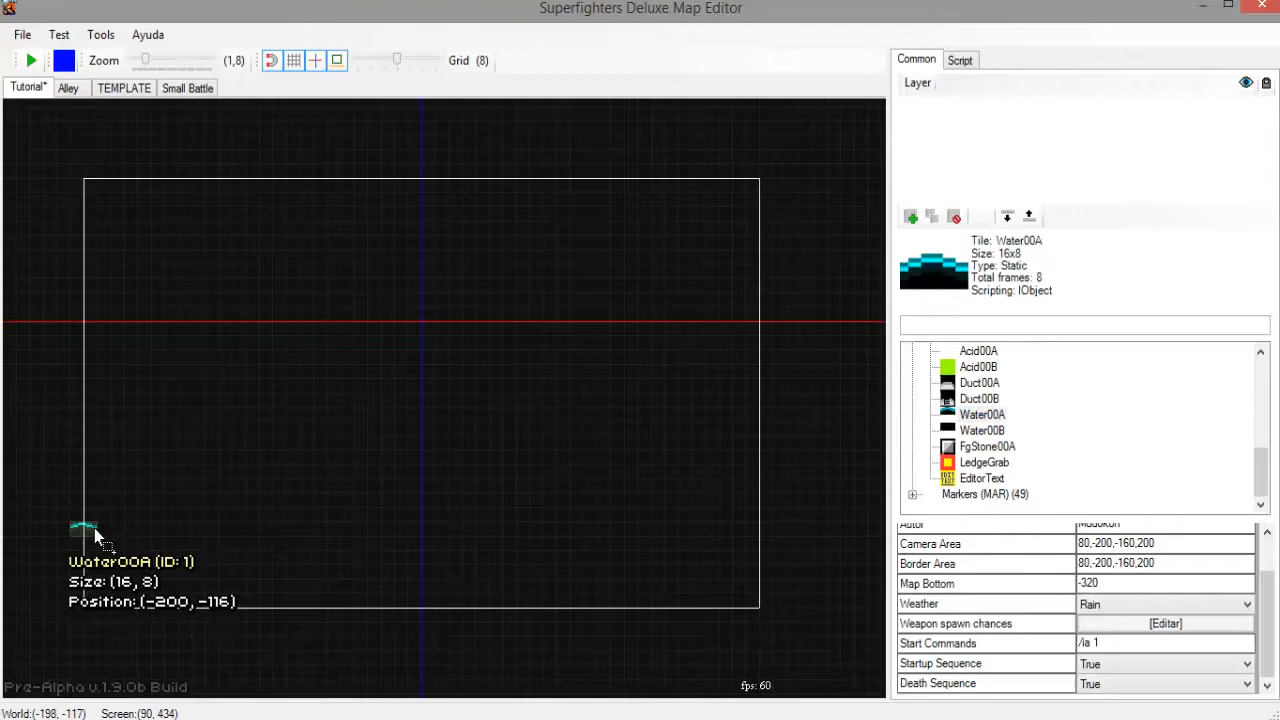 Superfighters Deluxe Map Editor
File Test Tools Ayuda
Zoom (1,8) Grid (8)
Tutorial* Alley TEMPLATE Small Battle
Common Script
Layer
Tile: Water00A
Size: 16x8
Type: Static
Total frames: 8
Scripting: IObject
Acid00A
Acid00B
Duct00A
Duct00B
Water00A
Water00B
FgStone00A
LedgeGrab
EditorText
Markers (MAR) (49)
Autor Mudokon
Camera Area 80,-200,-160,200
Border Area 80,-200,-160,200
Map Bottom -320
Weather Rain
Weapon spawn chances [Editar]
Start Commands /ia 1
Startup Sequence True
Death Sequence True
Water00A (ID: 1)
Size: (16, 8)
Position: (-200, -116)
Pre-Alpha v.1.9.0b Build
fps: 60
World:(-198, -117) Screen:(90, 434)